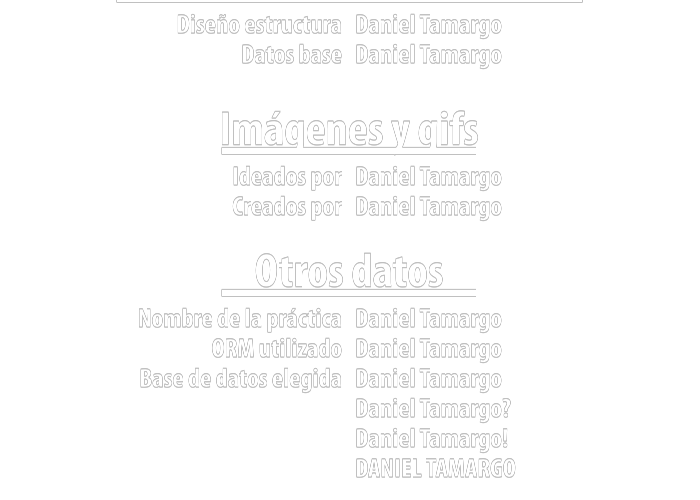 Diseño estructura Daniel Tamargo
Datos base Daniel Tamargo
Imágenes y gifs
Ideados por Daniel Tamargo
Creados por Daniel Tamargo
Otros datos
Nombre de la práctica Daniel Tamargo
ORM utilizado Daniel Tamargo
Base de datos elegida Daniel Tamargo
Daniel Tamargo?
Daniel Tamargo!
DANIEL TAMARGO